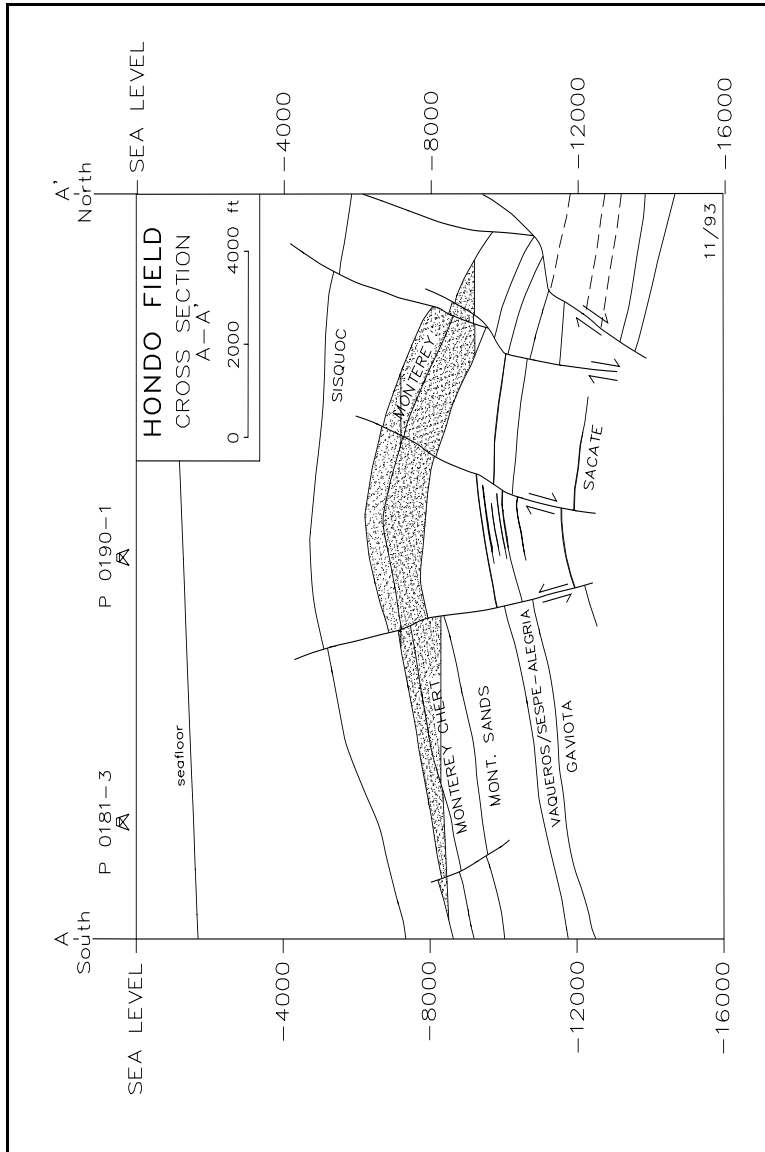 A
South
A'
North
P 0181-3
P 0190-1
SEA LEVEL
-4000
-8000
-12000
-16000
SEA LEVEL
-4000
-8000
-12000
-16000
HONDO FIELD
CROSS SECTION
A-A'
0 2000 4000 ft
seafloor
SISQUOC
MONTEREY
MONTEREY CHERT
MONT. SANDS
VAQUEROS/SESPE-ALEGRIA
GAVIOTA
SACATE
11/93